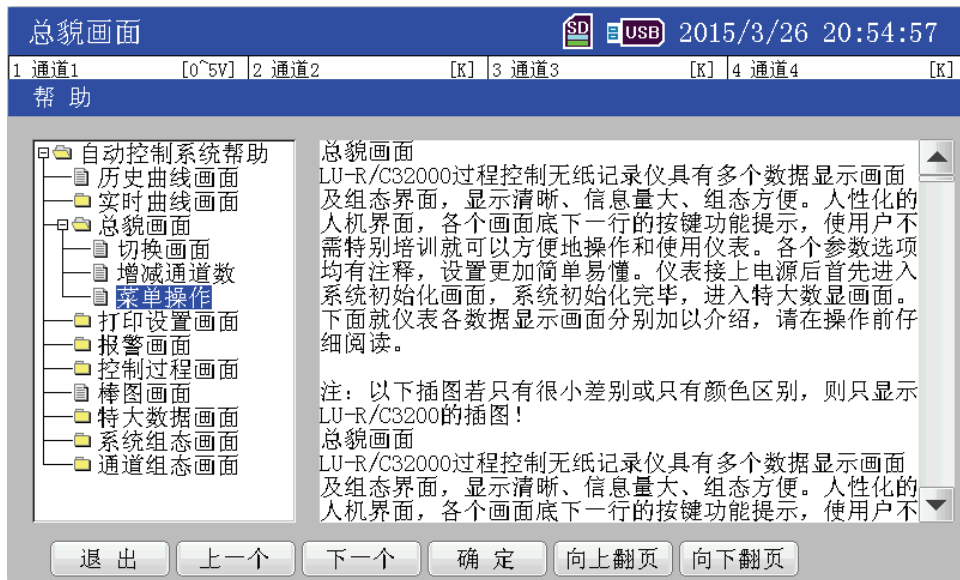 总貌画面 SD USB 2015/3/26 20:54:57
1 通道1 [0~5V] 2 通道2 [K] 3 通道3 [K] 4 通道4 [K]
帮 助
自动控制系统帮助
历史曲线画面
实时曲线画面
总貌画面
切换画面
增减通道数
菜单操作
打印设置画面
报警画面
控制过程画面
棒图画面
特大数据画面
系统组态画面
通道组态画面
总貌画面
LU-R/C32000过程控制无纸记录仪具有多个数据显示画面
及组态界面，显示清晰、信息量大、组态方便。人性化的
人机界面，各个画面底下一行的按键功能提示，使用户不
需特别培训就可以方便地操作和使用仪表。各个参数选项
均有注释，设置更加简单易懂。仪表接上电源后首先进入
系统初始化画面，系统初始化完毕，进入特大数显画面。
下面就仪表各数据显示画面分别加以介绍，请在操作前仔
细阅读。
注：以下插图若只有很小差别或只有颜色区别，则只显示
LU-R/C3200的插图！
总貌画面
LU-R/C32000过程控制无纸记录仪具有多个数据显示画面
及组态界面，显示清晰、信息量大、组态方便。人性化的
人机界面，各个画面底下一行的按键功能提示，使用户不
退 出 上一个 下一个 确 定 向上翻页 向下翻页